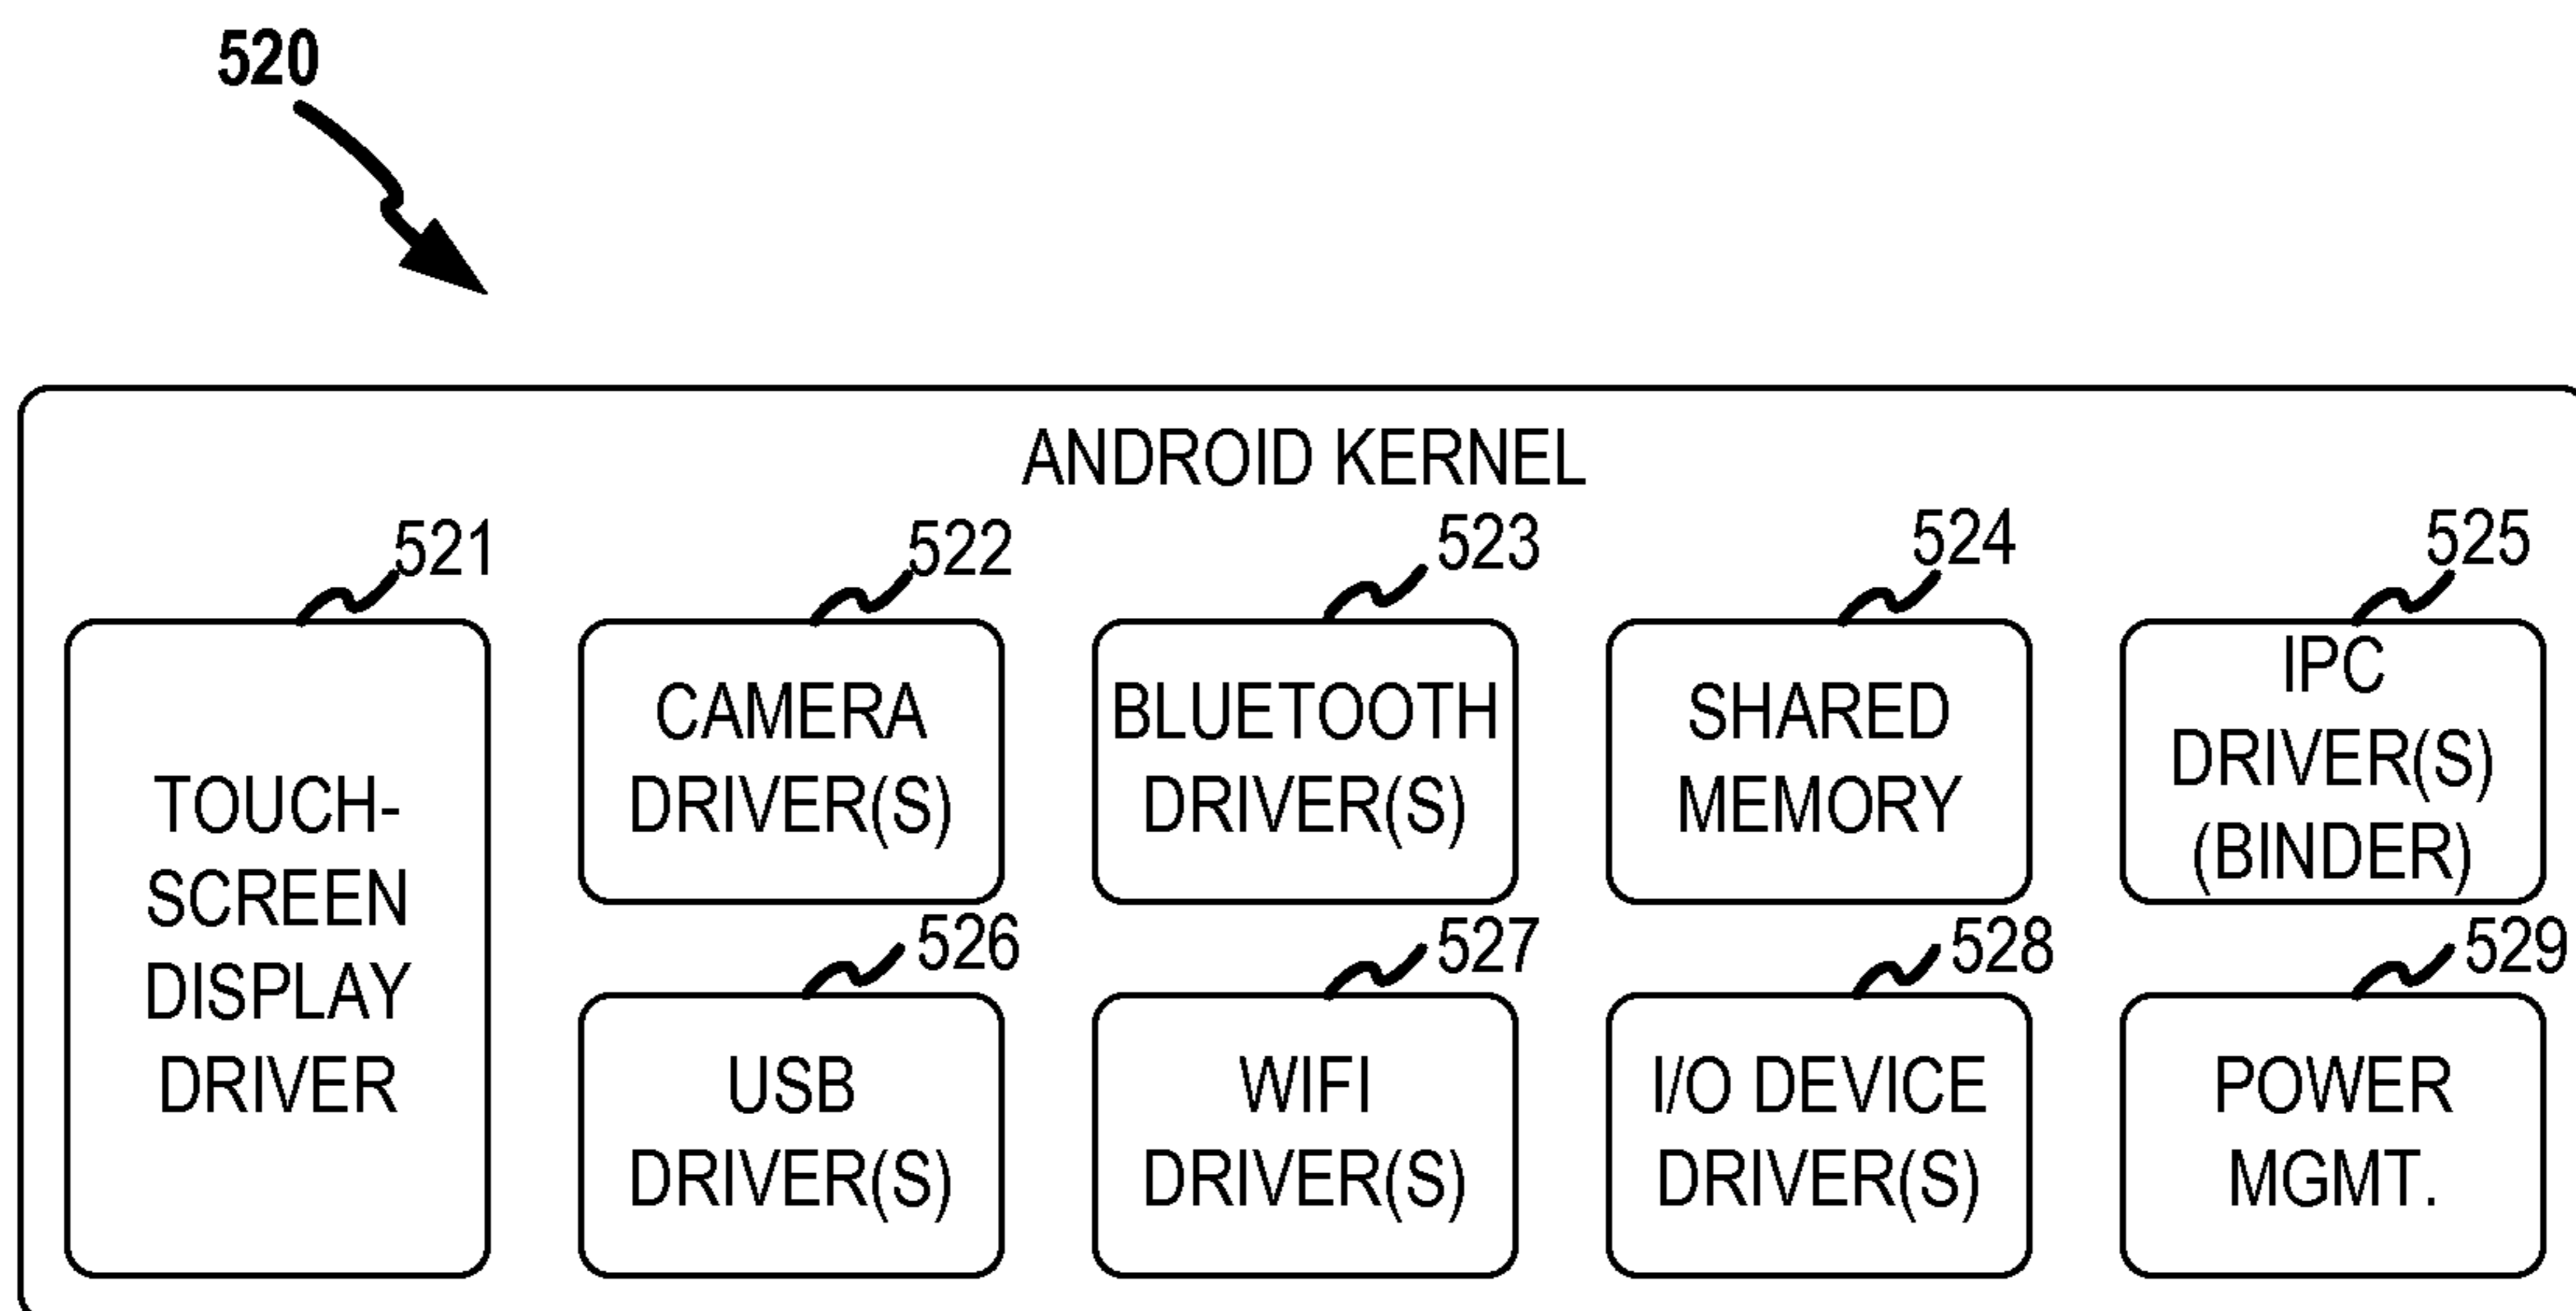 520
ANDROID KERNEL
521
522
523
524
525
TOUCH-
SCREEN
DISPLAY
DRIVER
CAMERA
DRIVER(S)
BLUETOOTH
DRIVER(S)
SHARED
MEMORY
IPC
DRIVER(S)
(BINDER)
526
527
528
529
USB
DRIVER(S)
WIFI
DRIVER(S)
I/O DEVICE
DRIVER(S)
POWER
MGMT.